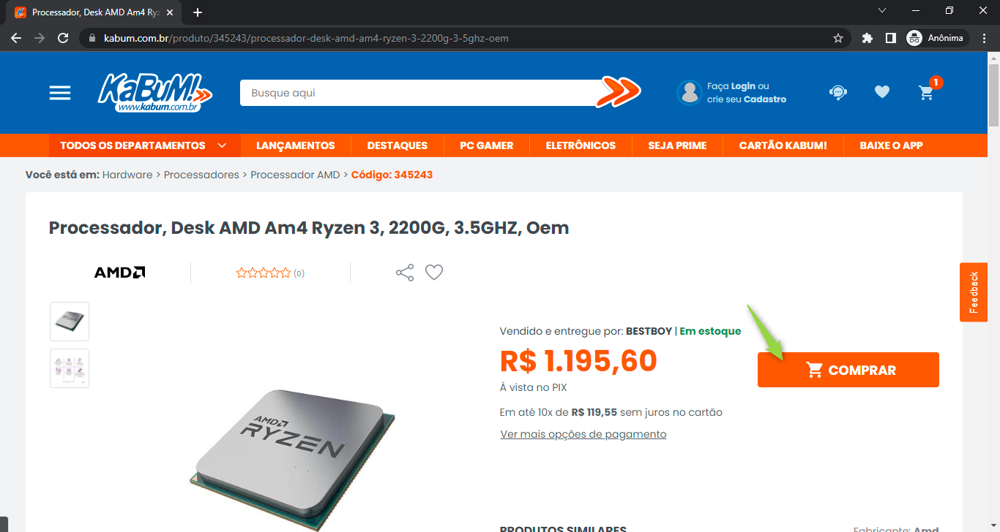 Processador, Desk AMD Am4 Ryz
kabum.com.br/produto/345243/processador-desk-amd-am4-ryzen-3-2200g-3-5ghz-oem
Anônima
KaBuM!
www.kabum.com.br
Busque aqui
Faça Login ou
crie seu Cadastro
1
TODOS OS DEPARTAMENTOS LANÇAMENTOS DESTAQUES PC GAMER ELETRÔNICOS SEJA PRIME CARTÃO KABUM! BAIXE O APP
Você está em: Hardware > Processadores > Processador AMD > Código: 345243
Processador, Desk AMD Am4 Ryzen 3, 2200G, 3.5GHZ, Oem
AMD
(0)
Feedback
Vendido e entregue por: BESTBOY | Em estoque
R$ 1.195,60
COMPRAR
À vista no PIX
Em até 10x de R$ 119,55 sem juros no cartão
Ver mais opções de pagamento
AMD
RYZEN
PRODUTOS SIMILARES
Fabricante: Amd